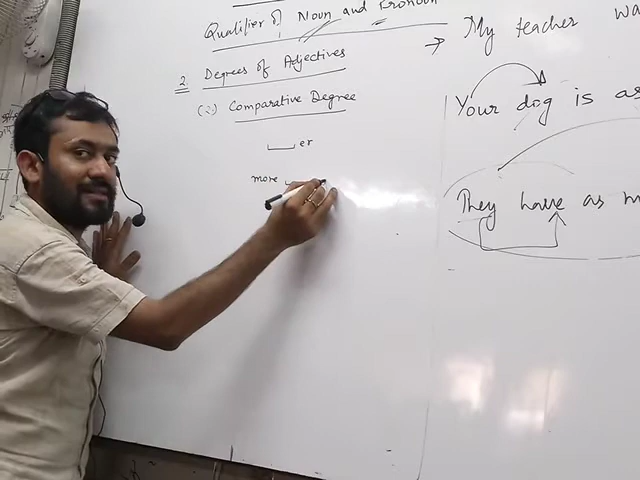 Qualifier of Noun and Pronoun
2. Degrees of Adjectives
(ii) Comparative Degree
er
more
→ My teacher wa
Your dog is as
They have as m